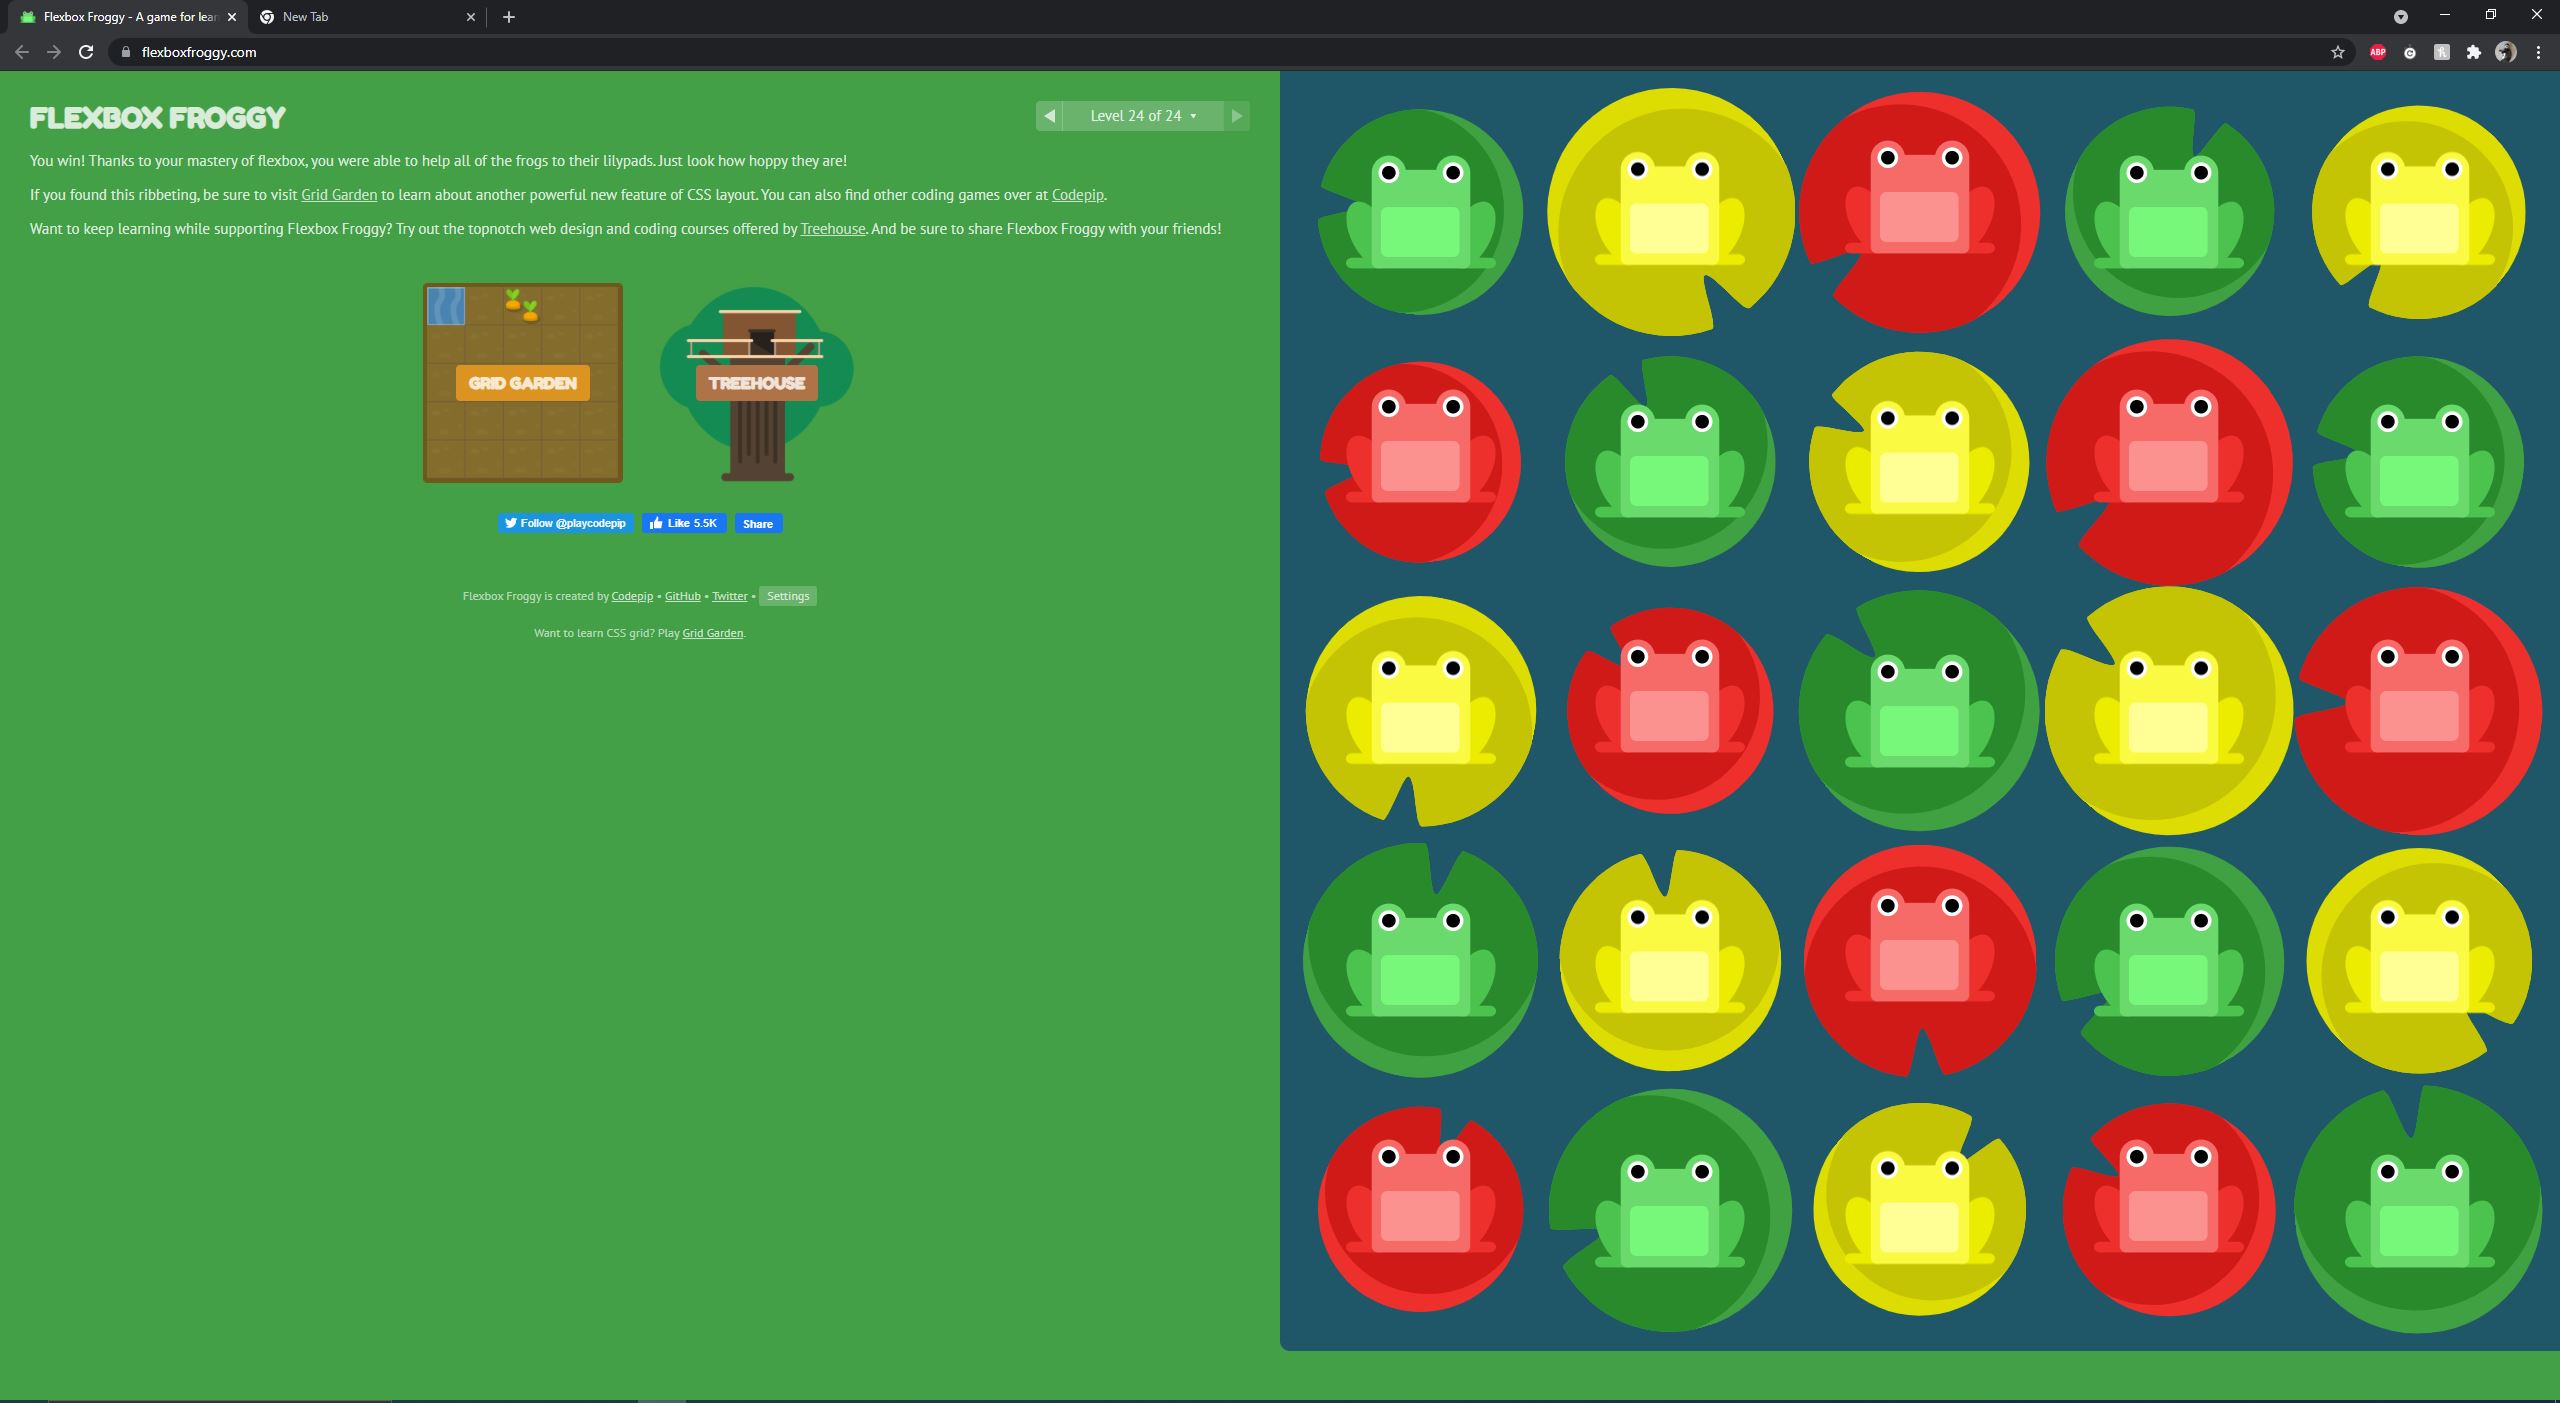 Flexbox Froggy - A game for lear
New Tab
flexboxfroggy.com
ABP
FLEXBOX FROGGY
Level 24 of 24
You win! Thanks to your mastery of flexbox, you were able to help all of the frogs to their lilypads. Just look how hoppy they are!
If you found this ribbeting, be sure to visit Grid Garden to learn about another powerful new feature of CSS layout. You can also find other coding games over at Codepip.
Want to keep learning while supporting Flexbox Froggy? Try out the topnotch web design and coding courses offered by Treehouse. And be sure to share Flexbox Froggy with your friends!
GRID GARDEN
TREEHOUSE
Follow @playcodepip Like 5.5K Share
Flexbox Froggy is created by Codepip • GitHub • Twitter • Settings
Want to learn CSS grid? Play Grid Garden.